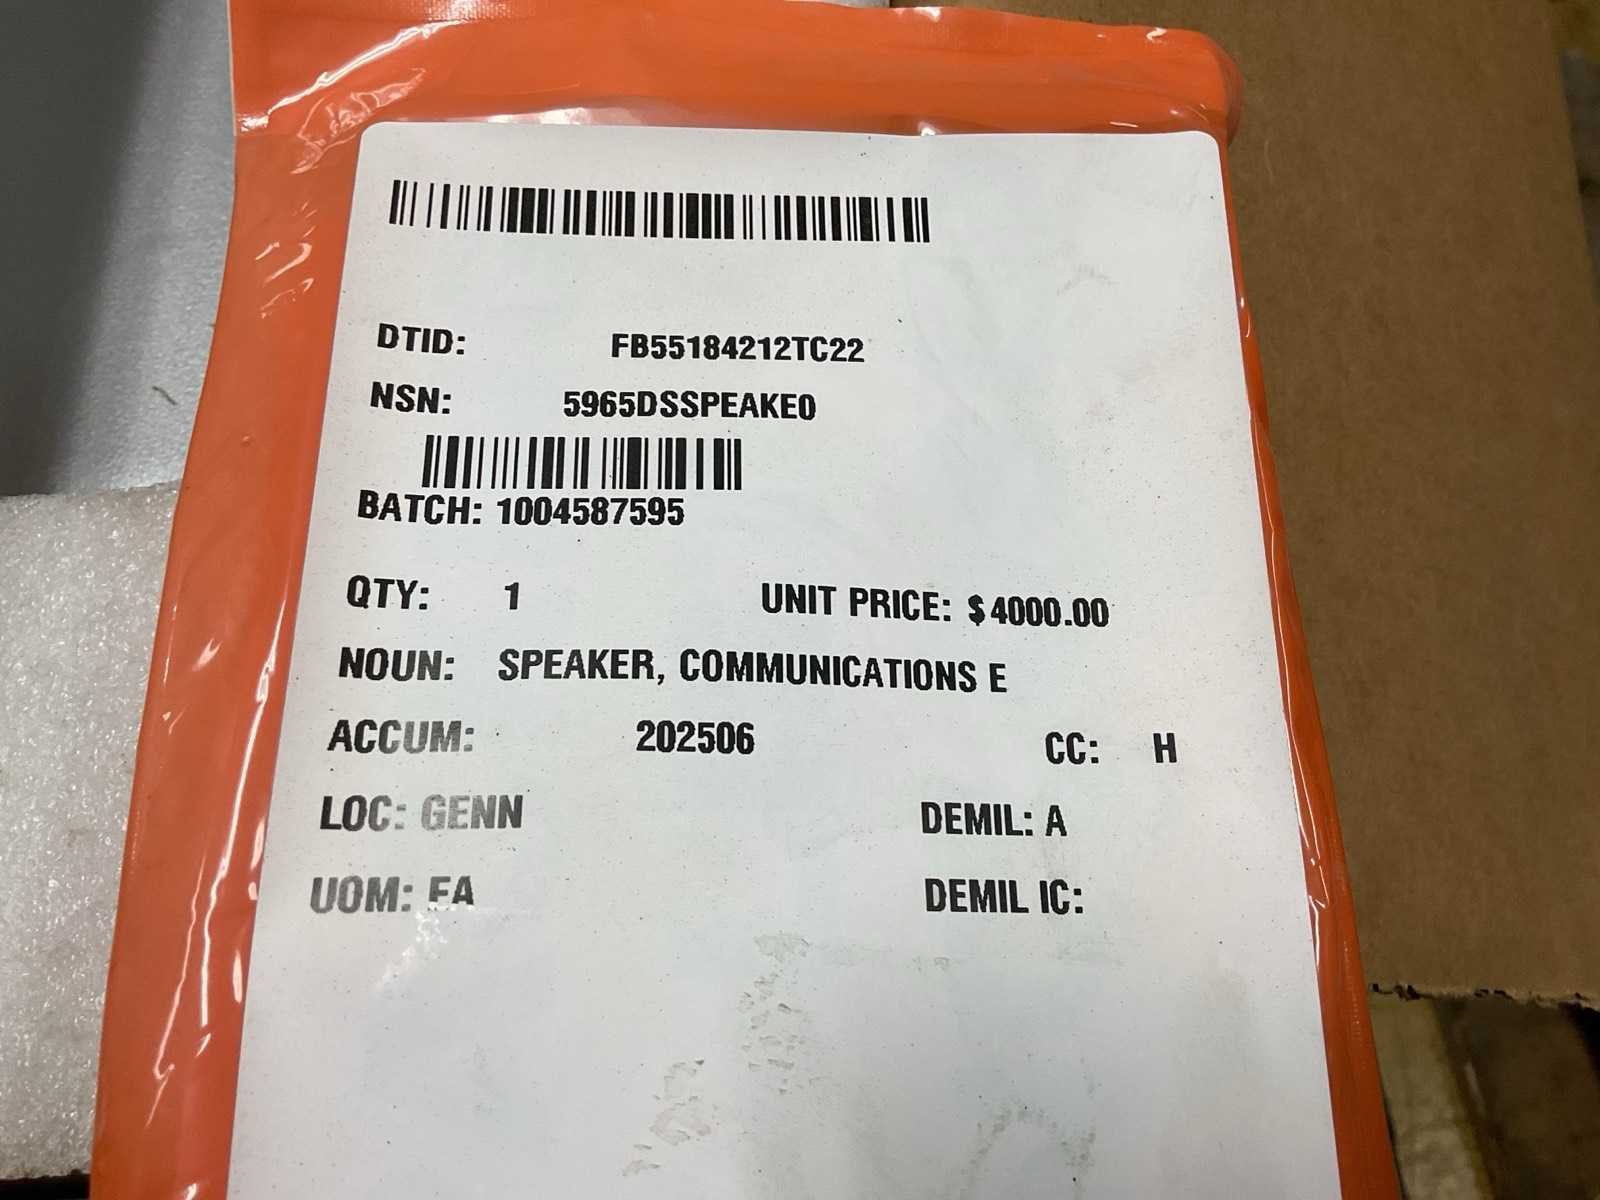 DTID: FB55184212TC22
NSN: 5965DSSPEAKE0
BATCH: 1004587595
QTY: 1 UNIT PRICE: $4000.00
NOUN: SPEAKER, COMMUNICATIONS E
ACCUM: 202506 CC: H
LOC: GENN DEMIL: A
UOM: EA DEMIL IC: